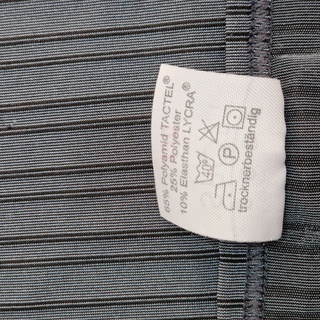 65% Polyamid TACTEL®
25% Polyester
10% Elasthan LYCRA®
40°
P
trocknerbeständig